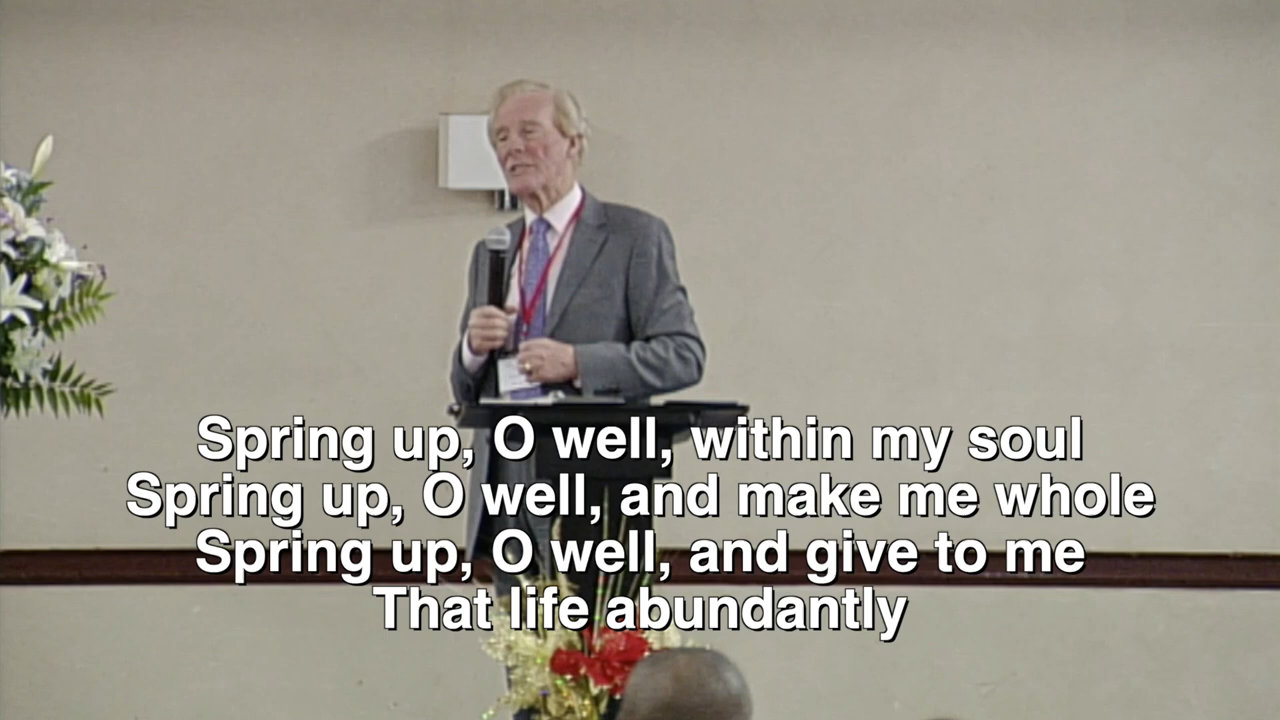 Spring up, O well, within my soul
Spring up, O well, and make me whole
Spring up, O well, and give to me
That life abundantly